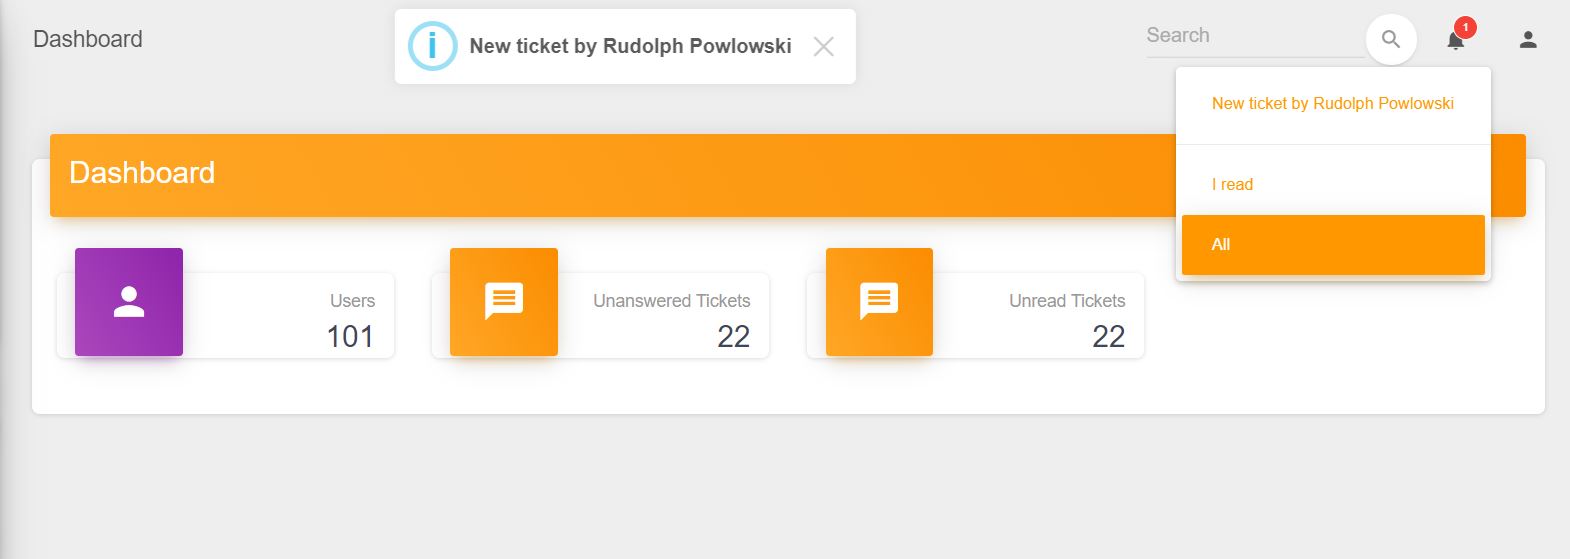 Dashboard
New ticket by Rudolph Powlowski
Search
1
New ticket by Rudolph Powlowski
I read
All
Dashboard
Users
101
Unanswered Tickets
22
Unread Tickets
22